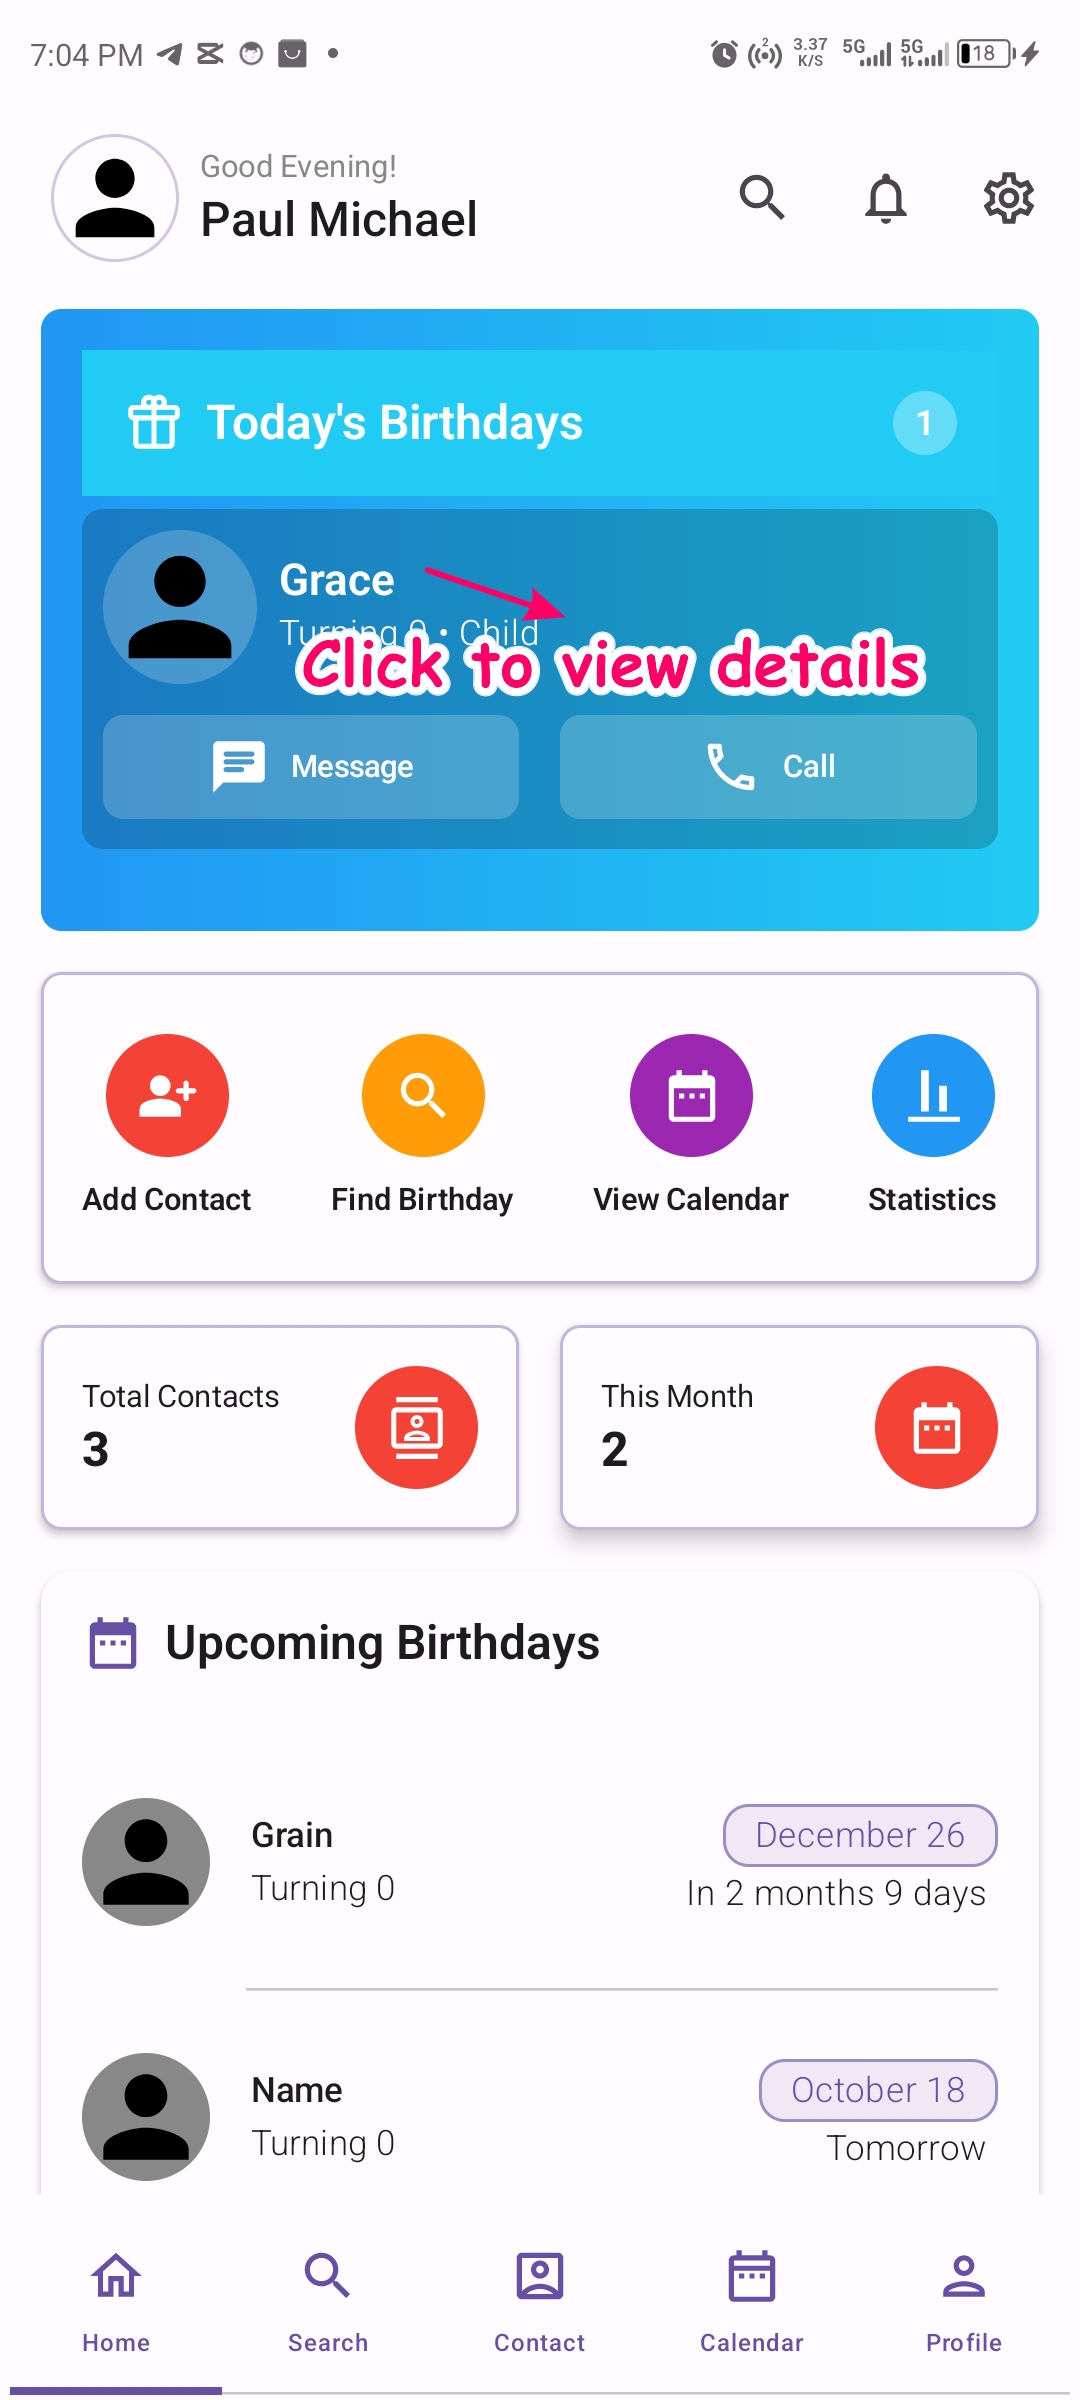 7:04 PM
2
3.37
K/S
5G
5G
18
Good Evening!
Paul Michael
Today's Birthdays
1
Grace
Turning 0 • Child
Click to view details
Message
Call
Add Contact
Find Birthday
View Calendar
Statistics
Total Contacts
3
This Month
2
Upcoming Birthdays
Grain
December 26
Turning 0
In 2 months 9 days
Name
October 18
Turning 0
Tomorrow
Home
Search
Contact
Calendar
Profile